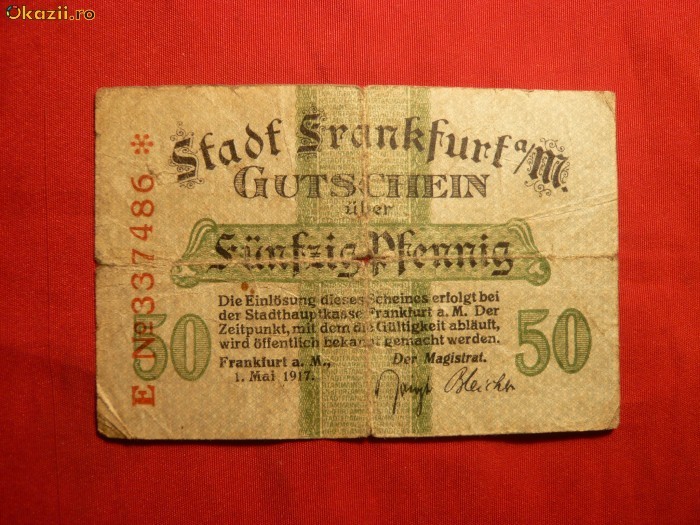 Okazii.ro
Stadt Frankfurt a/M.
GUTSCHEIN
über
Fünfzig Pfennig
E № 337486 *
Die Einlösung dieses Scheines erfolgt bei
der Stadthauptkasse Frankfurt a. M. Der
Zeitpunkt, mit dem die Gültigkeit abläuft,
wird öffentlich bekannt gemacht werden.
50
50
Frankfurt a. M.,
1. Mai 1917.
Der Magistrat.